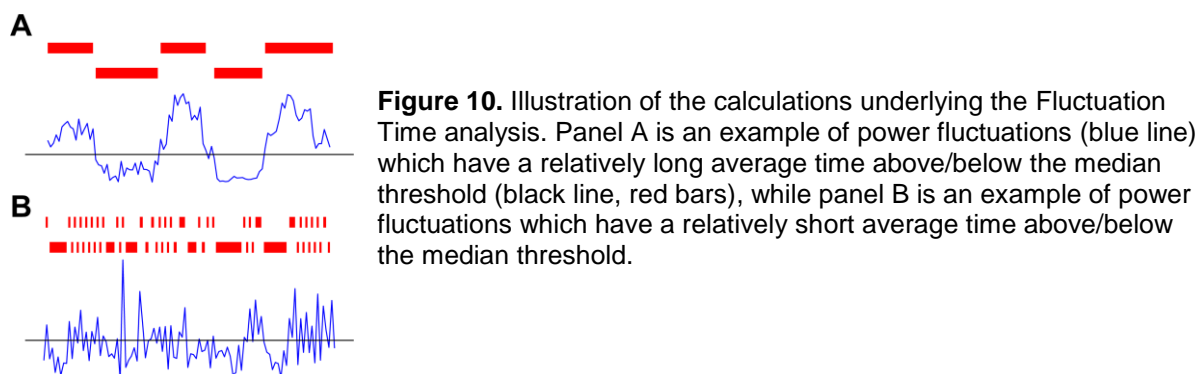 A
B
Figure 10. Illustration of the calculations underlying the Fluctuation
Time analysis. Panel A is an example of power fluctuations (blue line)
which have a relatively long average time above/below the median
threshold (black line, red bars), while panel B is an example of power
fluctuations which have a relatively short average time above/below
the median threshold.